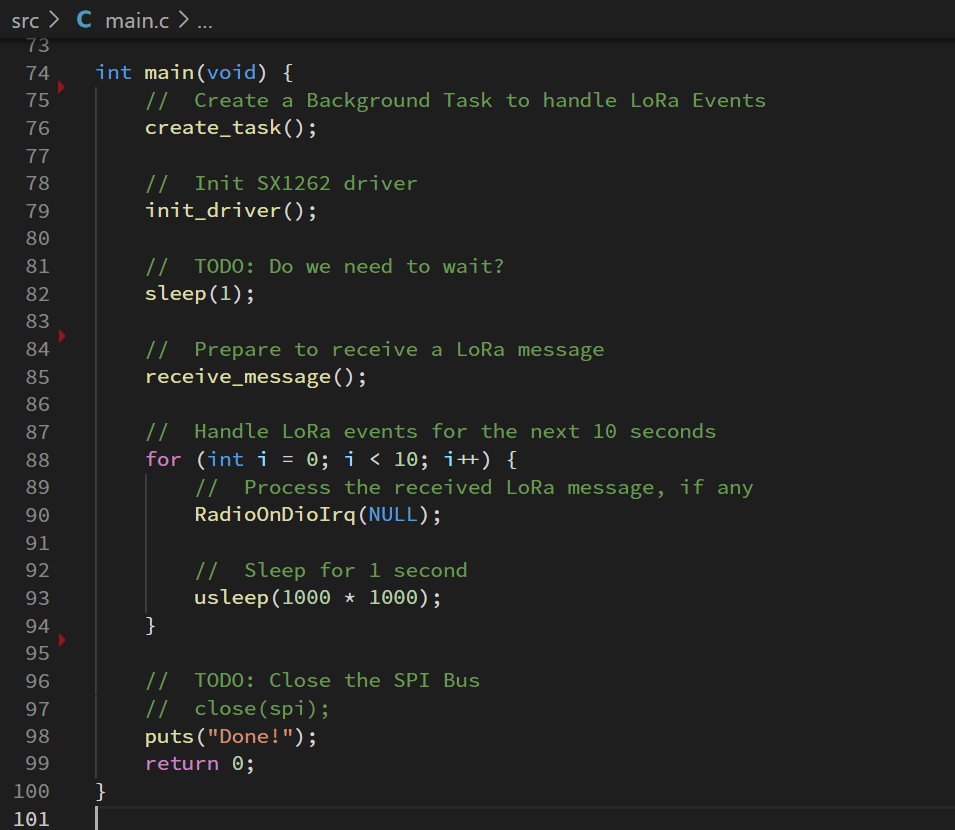 src > C main.c > ...
73
74 int main(void) {
75     //  Create a Background Task to handle LoRa Events
76     create_task();
77
78     //  Init SX1262 driver
79     init_driver();
80
81     //  TODO: Do we need to wait?
82     sleep(1);
83
84     //  Prepare to receive a LoRa message
85     receive_message();
86
87     //  Handle LoRa events for the next 10 seconds
88     for (int i = 0; i < 10; i++) {
89         //  Process the received LoRa message, if any
90         RadioOnDioIrq(NULL);
91
92         //  Sleep for 1 second
93         usleep(1000 * 1000);
94     }
95
96     //  TODO: Close the SPI Bus
97     //  close(spi);
98     puts("Done!");
99     return 0;
100 }
101